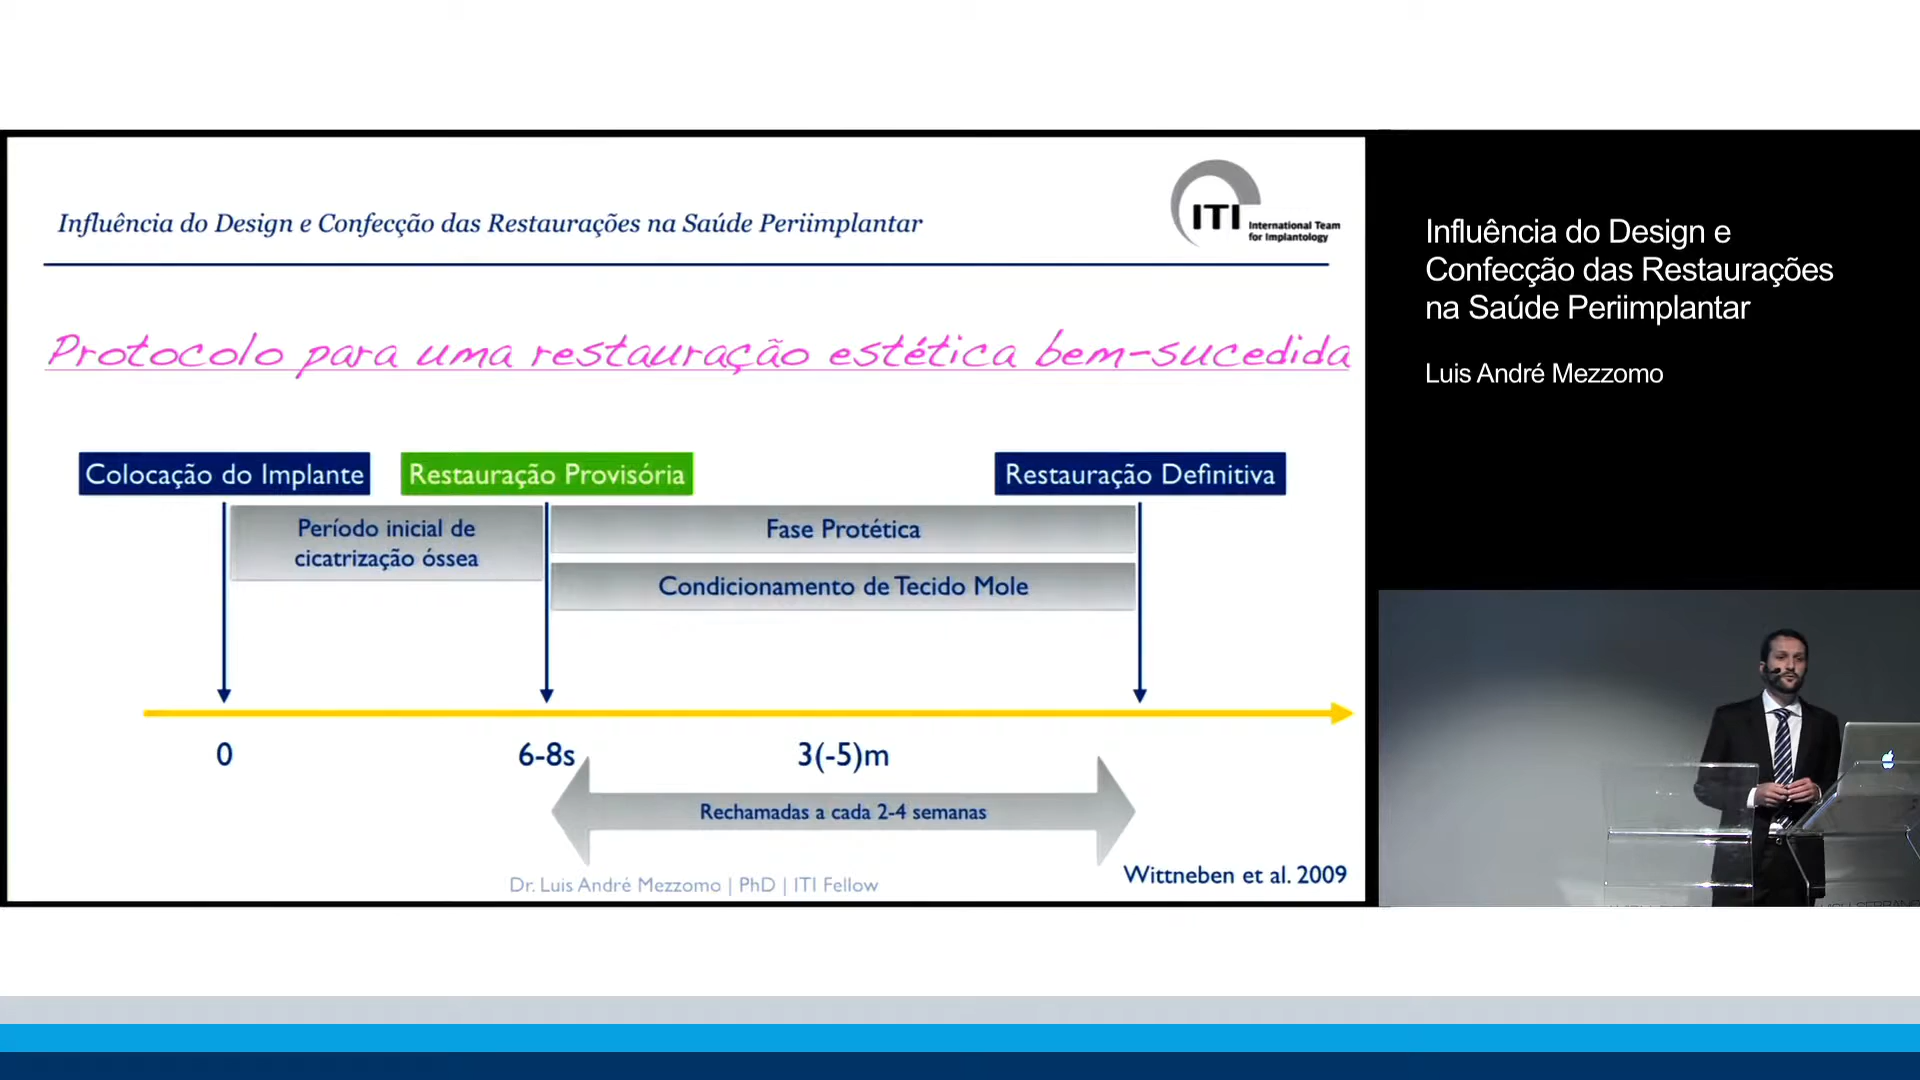 Influência do Design e Confecção das Restaurações na Saúde Periimplantar
ITI International Team
for Implantology
Protocolo para uma restauração estética bem-sucedida
Colocação do Implante
Restauração Provisória
Restauração Definitiva
Período inicial de
cicatrização óssea
Fase Protética
Condicionamento de Tecido Mole
0
6-8s
3(-5)m
Rechamadas a cada 2-4 semanas
Wittneben et al. 2009
Dr. Luis André Mezzomo | PhD | ITI Fellow
Influência do Design e
Confecção das Restaurações
na Saúde Periimplantar
Luis André Mezzomo